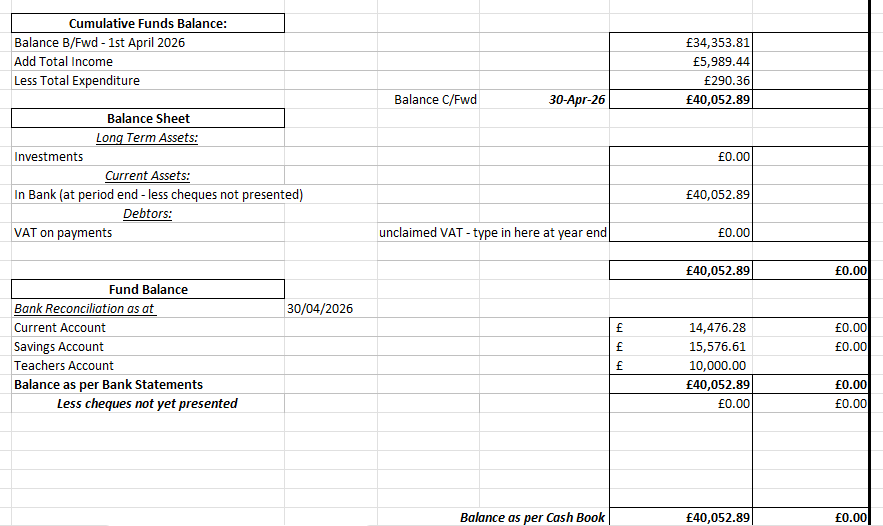 Cumulative Funds Balance:
Balance B/Fwd - 1st April 2026 £34,353.81
Add Total Income £5,989.44
Less Total Expenditure £290.36
Balance C/Fwd 30-Apr-26 £40,052.89
Balance Sheet
Long Term Assets:
Investments £0.00
Current Assets:
In Bank (at period end - less cheques not presented) £40,052.89
Debtors:
VAT on payments unclaimed VAT - type in here at year end £0.00
£40,052.89 £0.00
Fund Balance
Bank Reconciliation as at 30/04/2026
Current Account £ 14,476.28 £0.00
Savings Account £ 15,576.61 £0.00
Teachers Account £ 10,000.00
Balance as per Bank Statements £40,052.89 £0.00
Less cheques not yet presented £0.00 £0.00
Balance as per Cash Book £40,052.89 £0.00